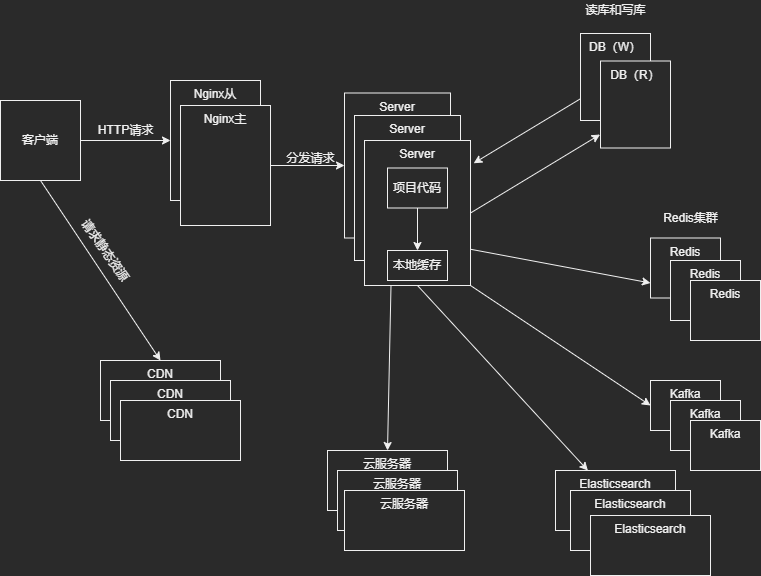 读库和写库
DB（W）
DB（R）
Nginx从
Nginx主
客户端
HTTP请求
分发请求
Server
Server
Server
项目代码
本地缓存
请求静态资源
Redis集群
Redis
Redis
Redis
CDN
CDN
CDN
Kafka
Kafka
Kafka
云服务器
云服务器
云服务器
Elasticsearch
Elasticsearch
Elasticsearch